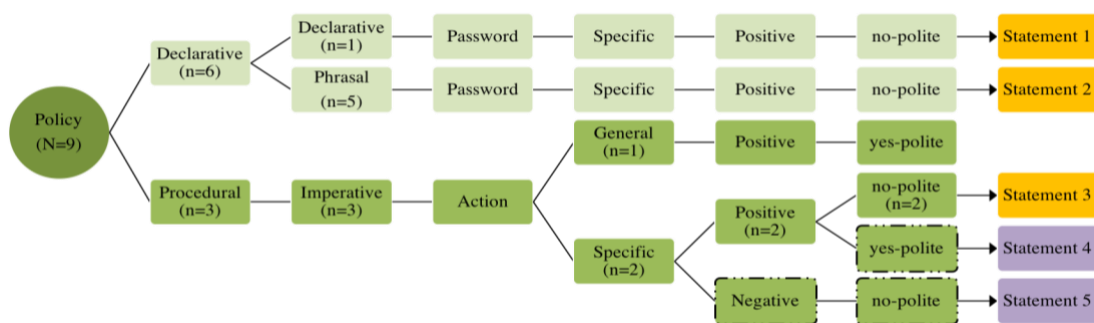 Declarative
(n=1)
Password
Specific
Positive
no-polite
Statement 1
Declarative
(n=6)
Phrasal
(n=5)
Password
Specific
Positive
no-polite
Statement 2
Policy
(N=9)
General
(n=1)
Positive
yes-polite
Procedural
(n=3)
Imperative
(n=3)
Action
Positive
(n=2)
no-polite
(n=2)
Statement 3
Specific
(n=2)
yes-polite
Statement 4
Negative
no-polite
Statement 5